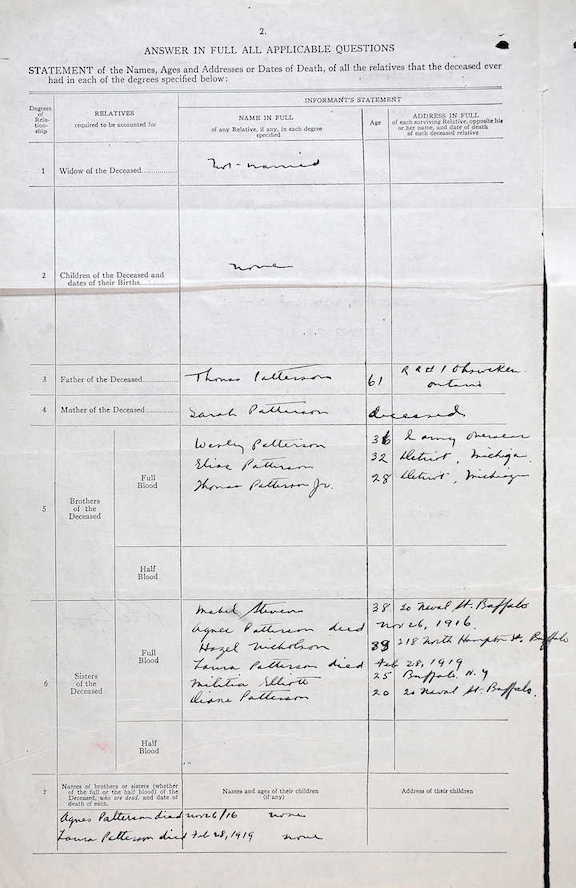 2.
ANSWER IN FULL ALL APPLICABLE QUESTIONS
STATEMENT of the Names, Ages and Addresses or Dates of Death, of all the relatives that the deceased ever
had in each of the degrees specified below:
Degrees of Rela-tion-ship
RELATIVES
required to be accounted for
INFORMANT'S STATEMENT
NAME IN FULL
of any Relative, if any, in each degree
specified
Age
ADDRESS IN FULL
of each surviving Relative, opposite his
or her name, and date of death
of each deceased relative
1 Widow of the Deceased............... Not-married
2 Children of the Deceased and
dates of their Births. none
3 Father of the Deceased............... Thomas Patterson 61 R R # 1 Ohsweken
Ontario
4 Mother of the Deceased............... Sarah Patterson deceased
5 Brothers
of the
Deceased
Full
Blood
Wesley Patterson 36 In army overseas
Elias Patterson 32 Detroit, Michigan
Thomas Patterson Jr. 28 Detroit, Michigan
Half
Blood
6 Sisters
of the
Deceased
Full
Blood
Mabel Stevens 38 20 Naval St. Buffalo
Agnes Patterson died Nov 26, 1916.
Hazel Nicholson 218 North Hampton St, Buffalo
Laura Patterson died Feb 28, 1919
Militia Elliott 25 Buffalo N. Y
Patterson 20 20 Naval St. Buffalo.
Half
Blood
7 Names of brothers or sisters (whether
of the full or the half blood) of the
Deceased, who are dead, and date of
death of each.
Names and ages of their children
(if any)
Address of their children
Agnes Patterson died Nov 26/16 none
Laura Patterson died Feb 28, 1919 none